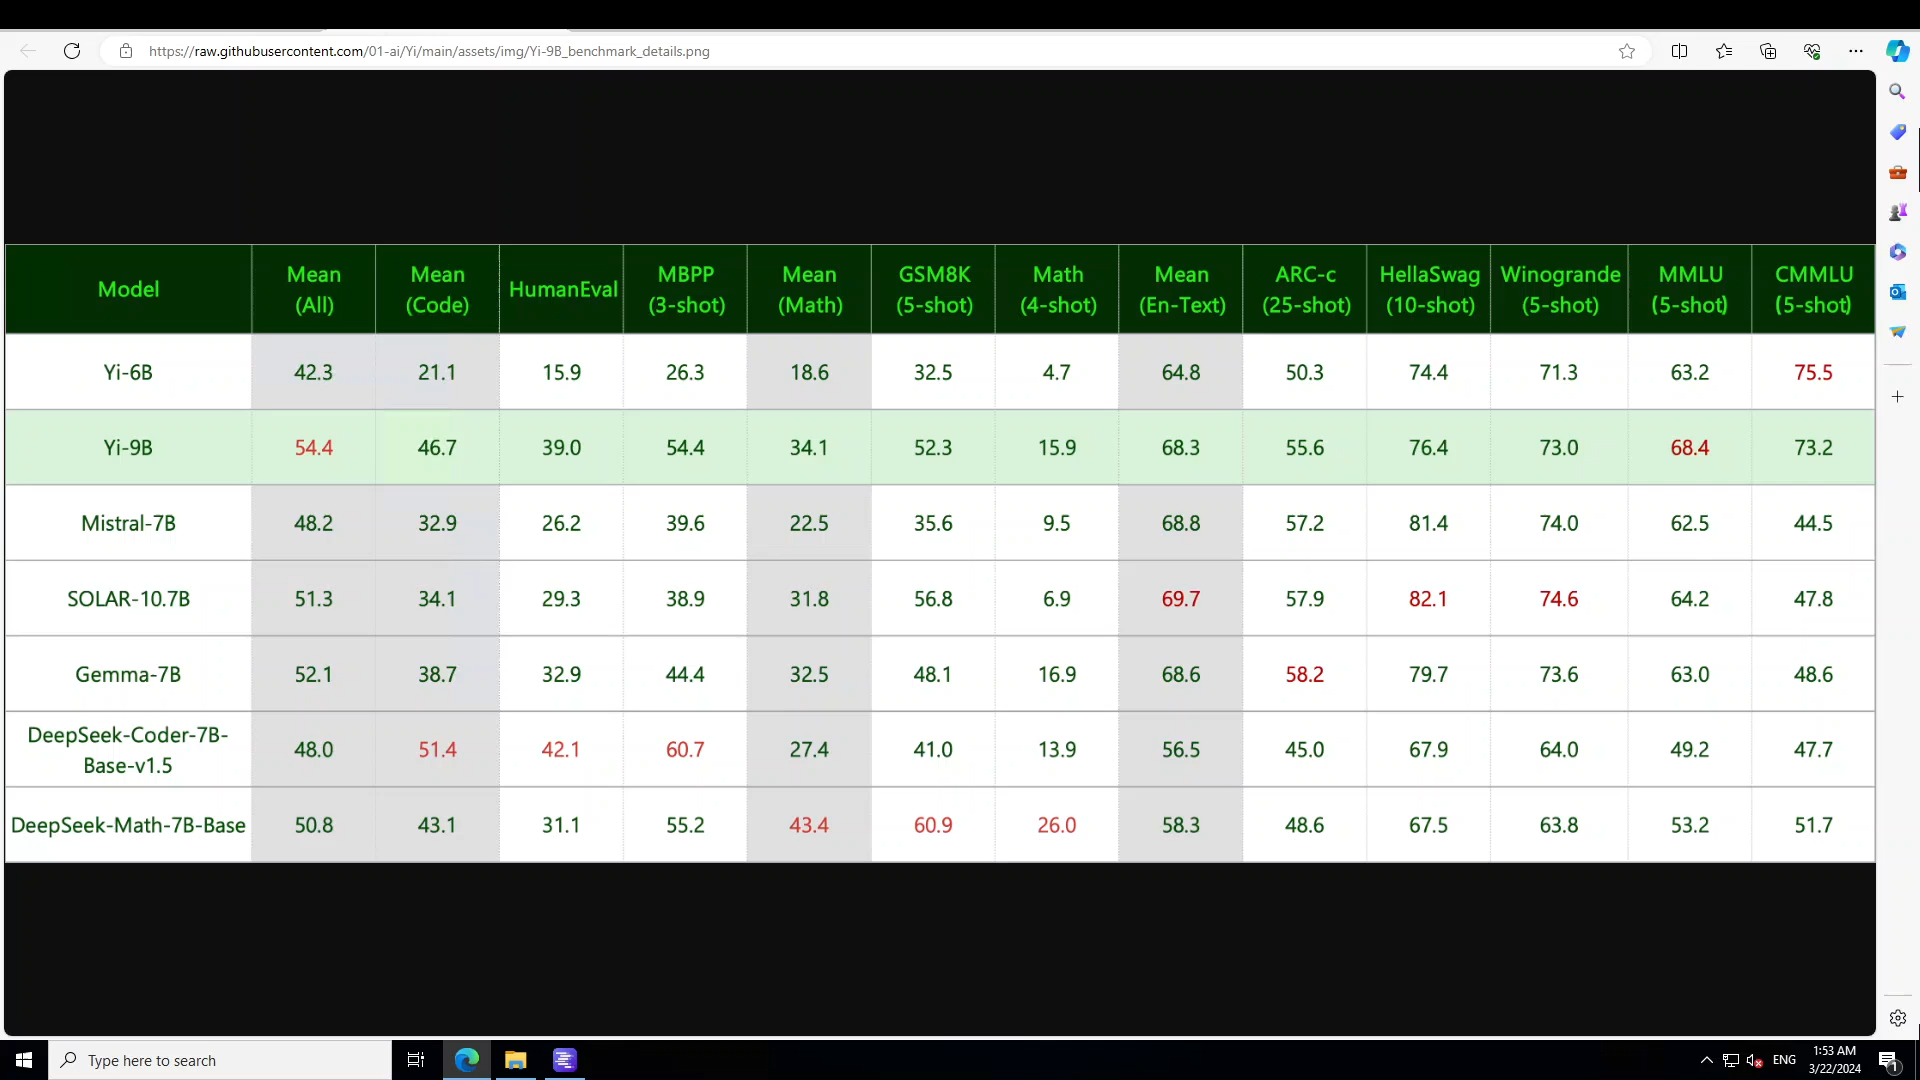 https://raw.githubusercontent.com/01-ai/Yi/main/assets/img/Yi-9B_benchmark_details.png
Model Mean (All) Mean (Code) HumanEval MBPP (3-shot) Mean (Math) GSM8K (5-shot) Math (4-shot) Mean (En-Text) ARC-c (25-shot) HellaSwag (10-shot) Winogrande (5-shot) MMLU (5-shot) CMMLU (5-shot)
Yi-6B 42.3 21.1 15.9 26.3 18.6 32.5 4.7 64.8 50.3 74.4 71.3 63.2 75.5
Yi-9B 54.4 46.7 39.0 54.4 34.1 52.3 15.9 68.3 55.6 76.4 73.0 68.4 73.2
Mistral-7B 48.2 32.9 26.2 39.6 22.5 35.6 9.5 68.8 57.2 81.4 74.0 62.5 44.5
SOLAR-10.7B 51.3 34.1 29.3 38.9 31.8 56.8 6.9 69.7 57.9 82.1 74.6 64.2 47.8
Gemma-7B 52.1 38.7 32.9 44.4 32.5 48.1 16.9 68.6 58.2 79.7 73.6 63.0 48.6
DeepSeek-Coder-7B-Base-v1.5 48.0 51.4 42.1 60.7 27.4 41.0 13.9 56.5 45.0 67.9 64.0 49.2 47.7
DeepSeek-Math-7B-Base 50.8 43.1 31.1 55.2 43.4 60.9 26.0 58.3 48.6 67.5 63.8 53.2 51.7
Type here to search
ENG
1:53 AM
3/22/2024
1